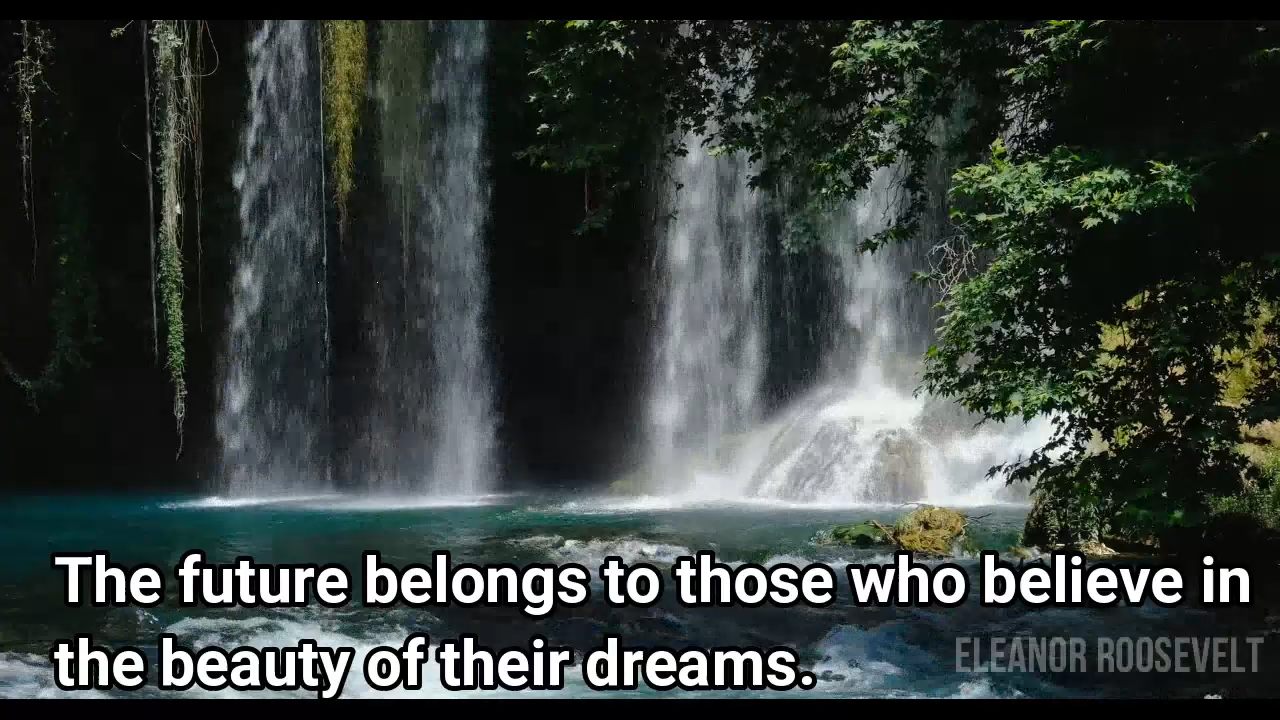 The future belongs to those who believe in
the beauty of their dreams.
ELEANOR ROOSEVELT